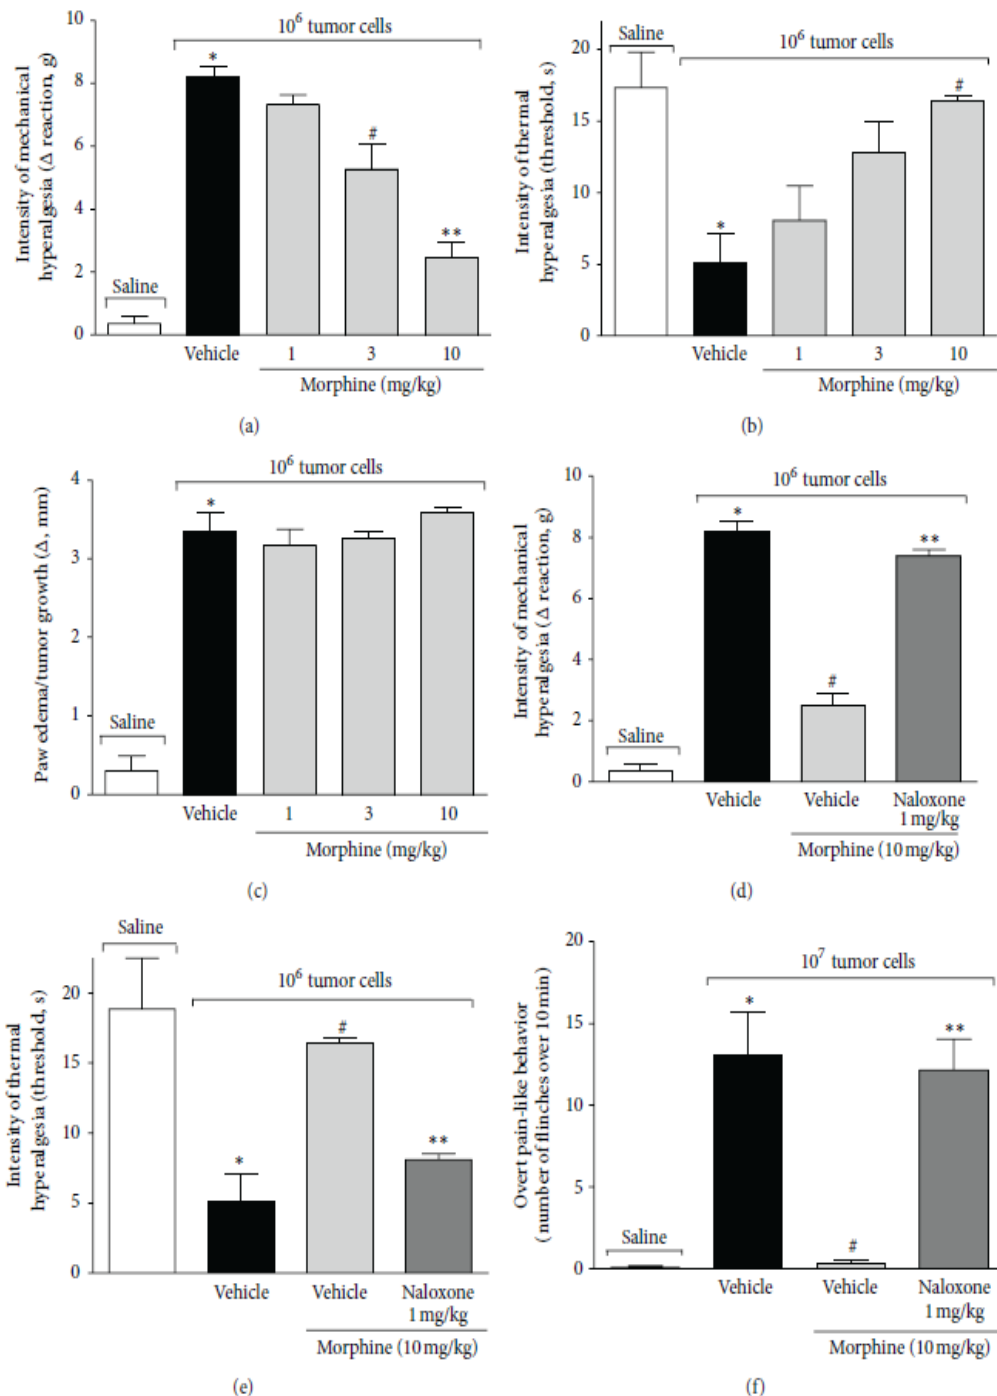 10⁶ tumor cells
Intensity of mechanical
hyperalgesia (Δ reaction, g)
10
8
6
4
2
0
Saline
*
#
**
Vehicle
1
3
10
Morphine (mg/kg)
(a)
Saline
10⁶ tumor cells
Intensity of thermal
hyperalgesia (threshold, s)
20
15
10
5
0
*
#
Vehicle
1
3
10
Morphine (mg/kg)
(b)
10⁶ tumor cells
Paw edema/tumor growth (Δ, mm)
4
3
2
1
0
Saline
*
Vehicle
1
3
10
Morphine (mg/kg)
(c)
10⁶ tumor cells
Intensity of mechanical
hyperalgesia (Δ reaction, g)
10
8
6
4
2
0
Saline
*
#
**
Vehicle
Vehicle
Naloxone
1 mg/kg
Morphine (10 mg/kg)
(d)
Saline
10⁶ tumor cells
Intensity of thermal
hyperalgesia (threshold, s)
20
15
10
5
0
*
#
**
Vehicle
Vehicle
Naloxone
1 mg/kg
Morphine (10 mg/kg)
(e)
10⁷ tumor cells
Overt pain-like behavior
(number of flinches over 10 min)
20
15
10
5
0
Saline
*
#
**
Vehicle
Vehicle
Naloxone
1 mg/kg
Morphine (10 mg/kg)
(f)